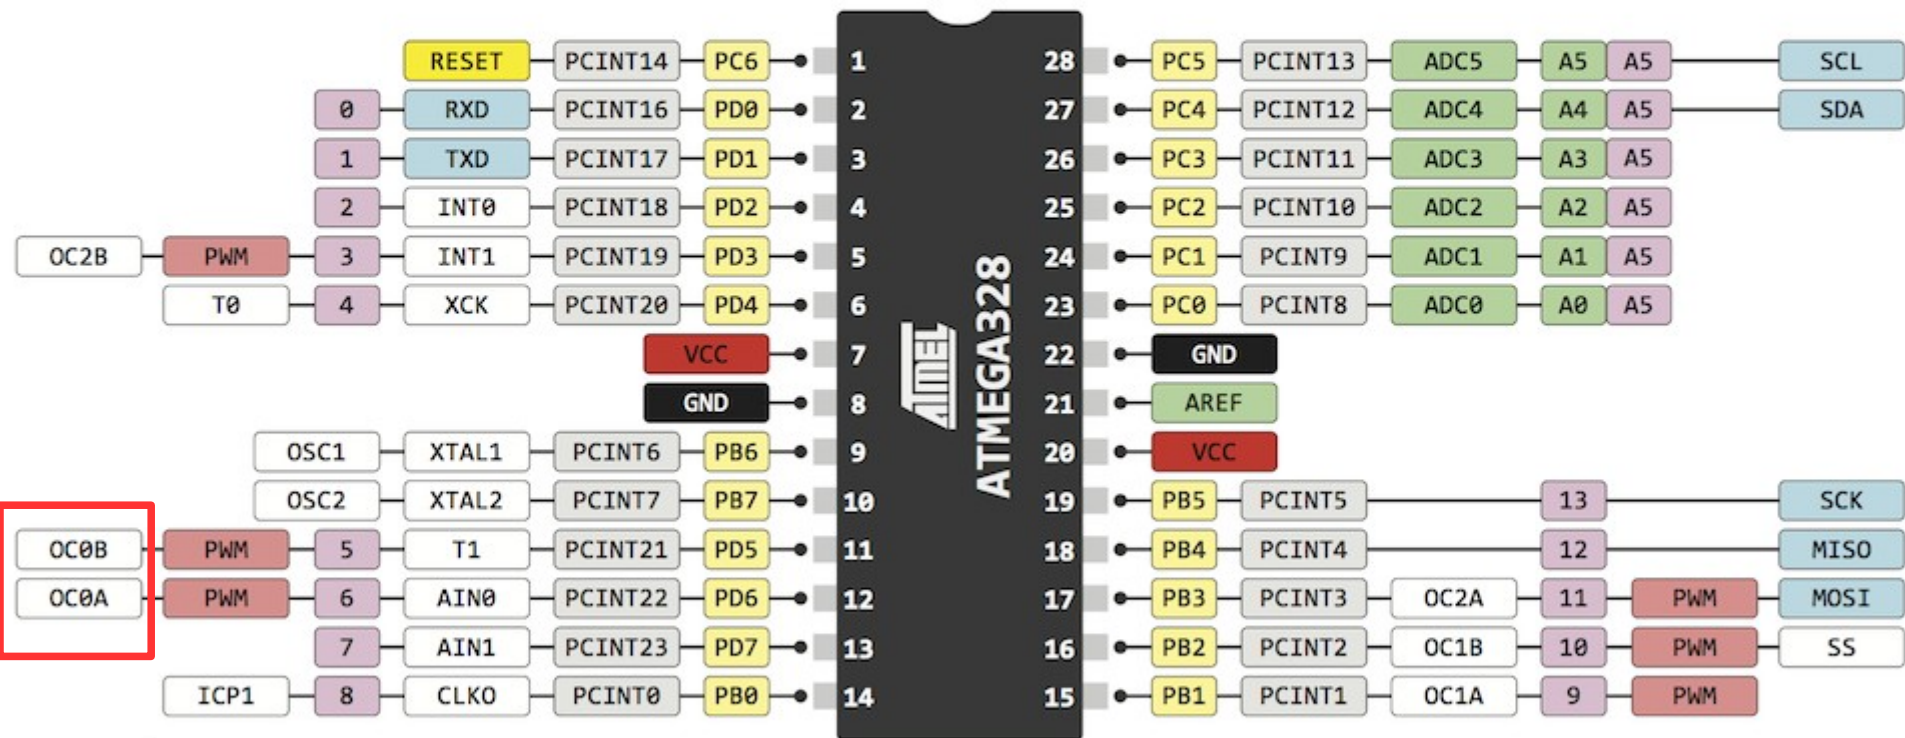 RESET PCINT14 PC6 1 28 PC5 PCINT13 ADC5 A5 A5 SCL
0 RXD PCINT16 PD0 2 27 PC4 PCINT12 ADC4 A4 A5 SDA
1 TXD PCINT17 PD1 3 26 PC3 PCINT11 ADC3 A3 A5
2 INT0 PCINT18 PD2 4 25 PC2 PCINT10 ADC2 A2 A5
OC2B PWM 3 INT1 PCINT19 PD3 5 24 PC1 PCINT9 ADC1 A1 A5
T0 4 XCK PCINT20 PD4 6 23 PC0 PCINT8 ADC0 A0 A5
VCC 7 22 GND
GND 8 21 AREF
OSC1 XTAL1 PCINT6 PB6 9 20 VCC
OSC2 XTAL2 PCINT7 PB7 10 19 PB5 PCINT5 13 SCK
OC0B PWM 5 T1 PCINT21 PD5 11 18 PB4 PCINT4 12 MISO
OC0A PWM 6 AIN0 PCINT22 PD6 12 17 PB3 PCINT3 OC2A 11 PWM MOSI
7 AIN1 PCINT23 PD7 13 16 PB2 PCINT2 OC1B 10 PWM SS
ICP1 8 CLKO PCINT0 PB0 14 15 PB1 PCINT1 OC1A 9 PWM
ATMEL
ATMEGA328